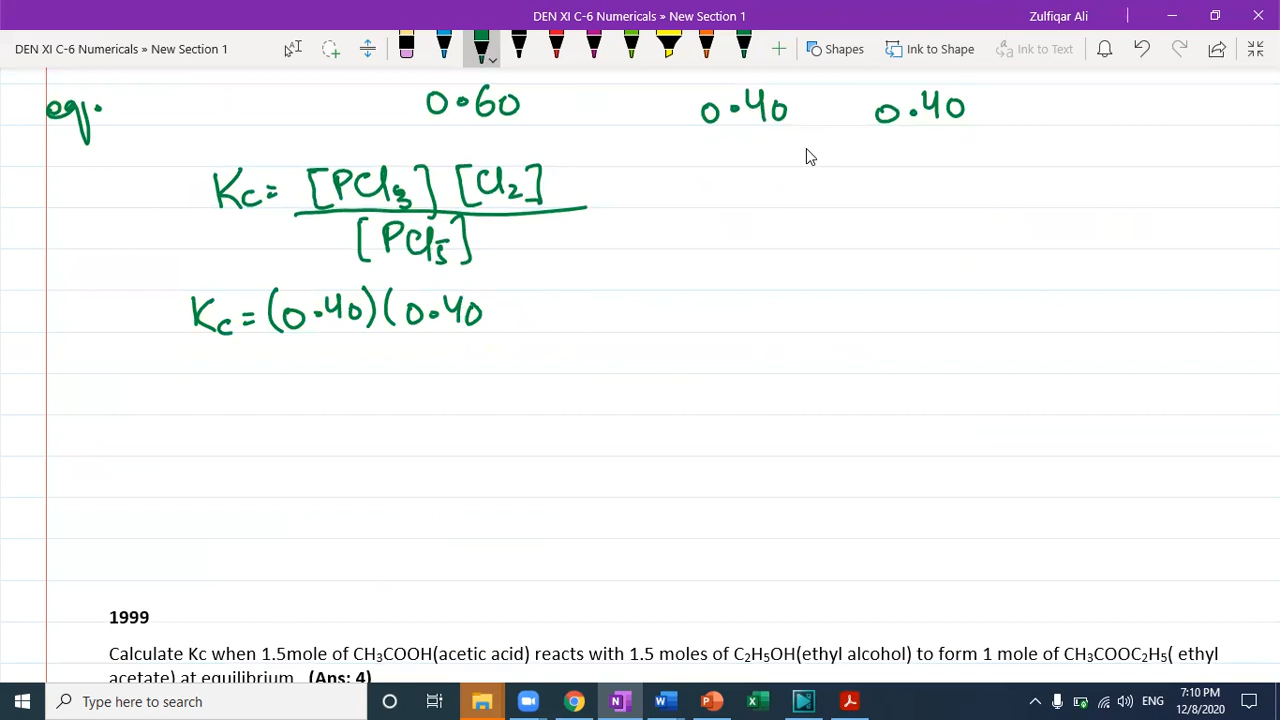 DEN XI C-6 Numericals » New Section 1
Zulfiqar Ali
DEN XI C-6 Numericals » New Section 1
Shapes
Ink to Shape
Ink to Text
eq. 0.60 0.40 0.40
Kc = [PCl3] [Cl2]
[PCl5]
Kc = (0.40)(0.40
1999
Calculate Kc when 1.5mole of CH₃COOH(acetic acid) reacts with 1.5 moles of C₂H₅OH(ethyl alcohol) to form 1 mole of CH₃COOC₂H₅( ethyl
acetate) at equilibrium. (Ans: 4)
Type here to search
ENG
7:10 PM
12/8/2020